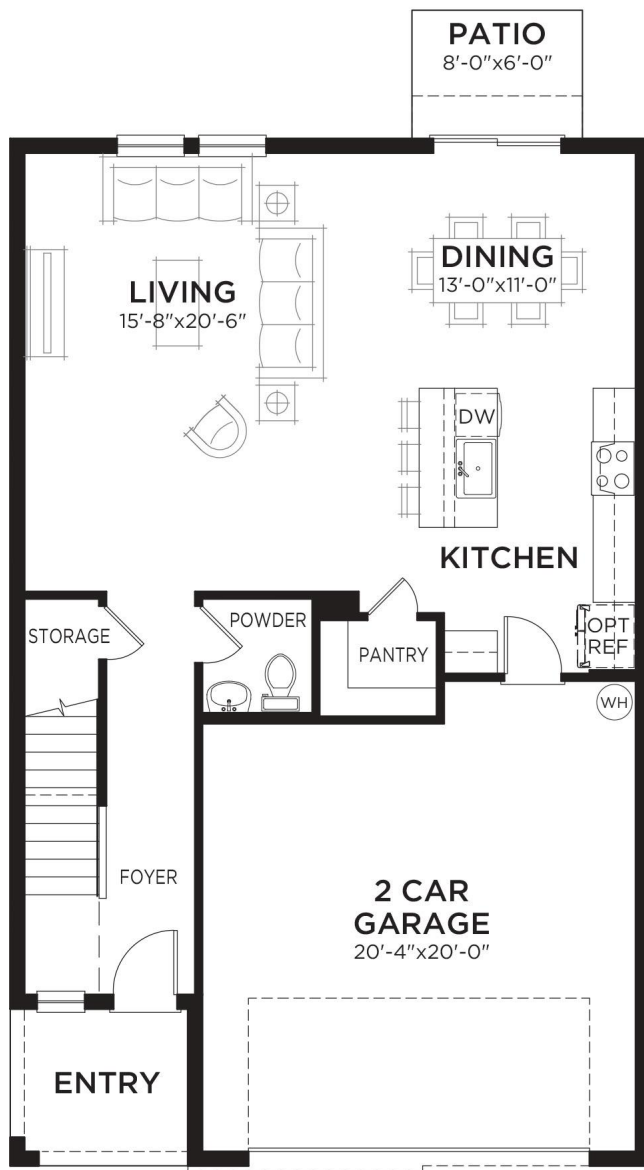 PATIO
8'-0"x6'-0"
LIVING
15'-8"x20'-6"
DINING
13'-0"x11'-0"
DW
KITCHEN
STORAGE
POWDER
PANTRY
OPT
REF
WH
FOYER
2 CAR
GARAGE
20'-4"x20'-0"
ENTRY